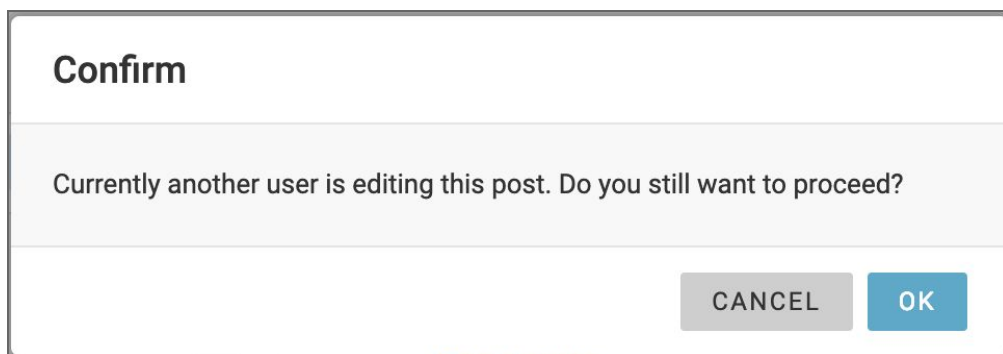 Confirm
Currently another user is editing this post. Do you still want to proceed?
CANCEL OK